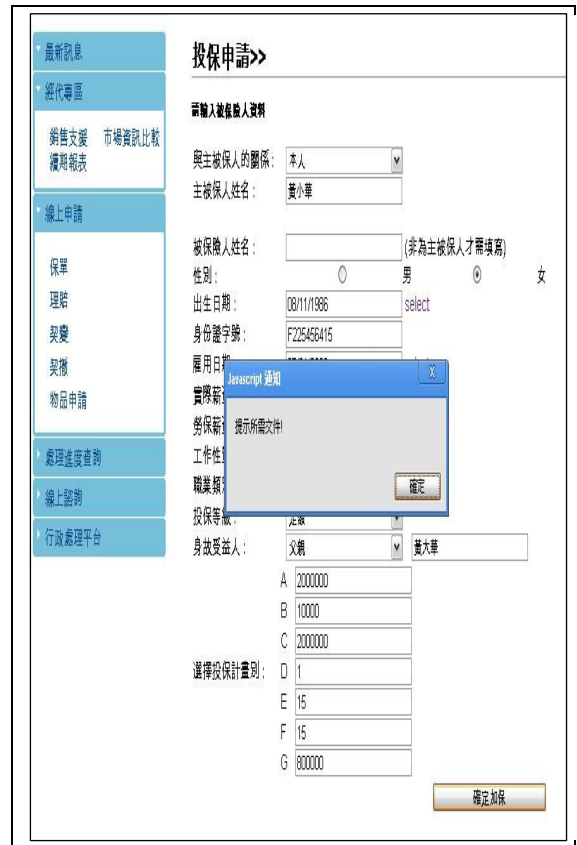 最新訊息
經代專區
銷售支援 市場資訊比較
續期報表
線上申請
保單
理賠
契變
契撤
物品申請
處理進度查詢
線上諮詢
行政處理平台
投保申請>>
請輸入被保險人資料
與主被保人的關係： 本人
主被保人姓名： 黃小華
被保險人姓名： (非為主被保人才需填寫)
性別： 男 女
出生日期： 08/11/1986 select
身份證字號： F225456415
雇用日期
實際薪
勞保薪
工作性
職業類
投保等級：
身故受益人： 父親 黃大華
Javascript 通知 X
提示所需文件!
確定
選擇投保計畫別：
A 2000000
B 10000
C 2000000
D 1
E 15
F 15
G 800000
確定加保